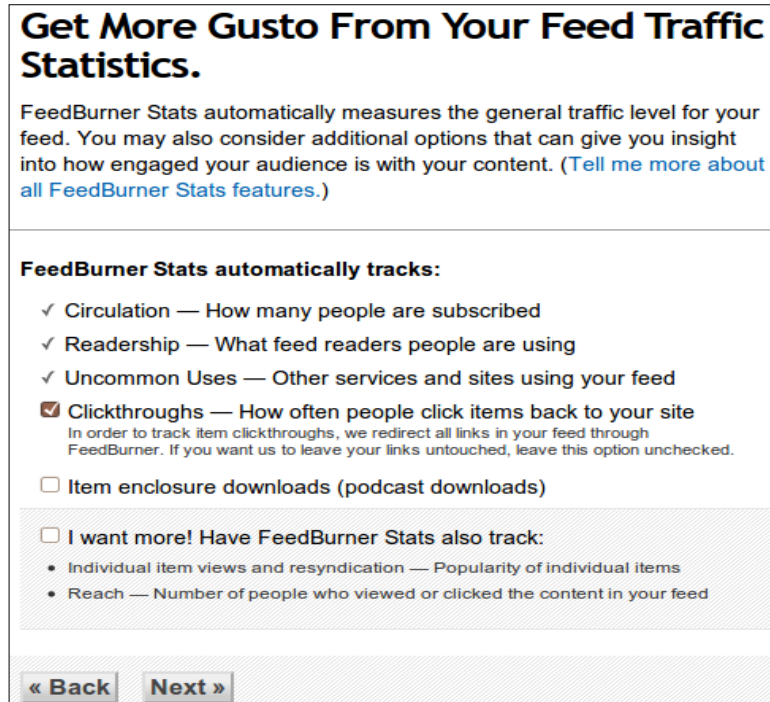 Get More Gusto From Your Feed Traffic
Statistics.
FeedBurner Stats automatically measures the general traffic level for your
feed. You may also consider additional options that can give you insight
into how engaged your audience is with your content. (Tell me more about
all FeedBurner Stats features.)
FeedBurner Stats automatically tracks:
Circulation — How many people are subscribed
Readership — What feed readers people are using
Uncommon Uses — Other services and sites using your feed
Clickthroughs — How often people click items back to your site
In order to track item clickthroughs, we redirect all links in your feed through
FeedBurner. If you want us to leave your links untouched, leave this option unchecked.
Item enclosure downloads (podcast downloads)
I want more! Have FeedBurner Stats also track:
• Individual item views and resyndication — Popularity of individual items
• Reach — Number of people who viewed or clicked the content in your feed
« Back Next »